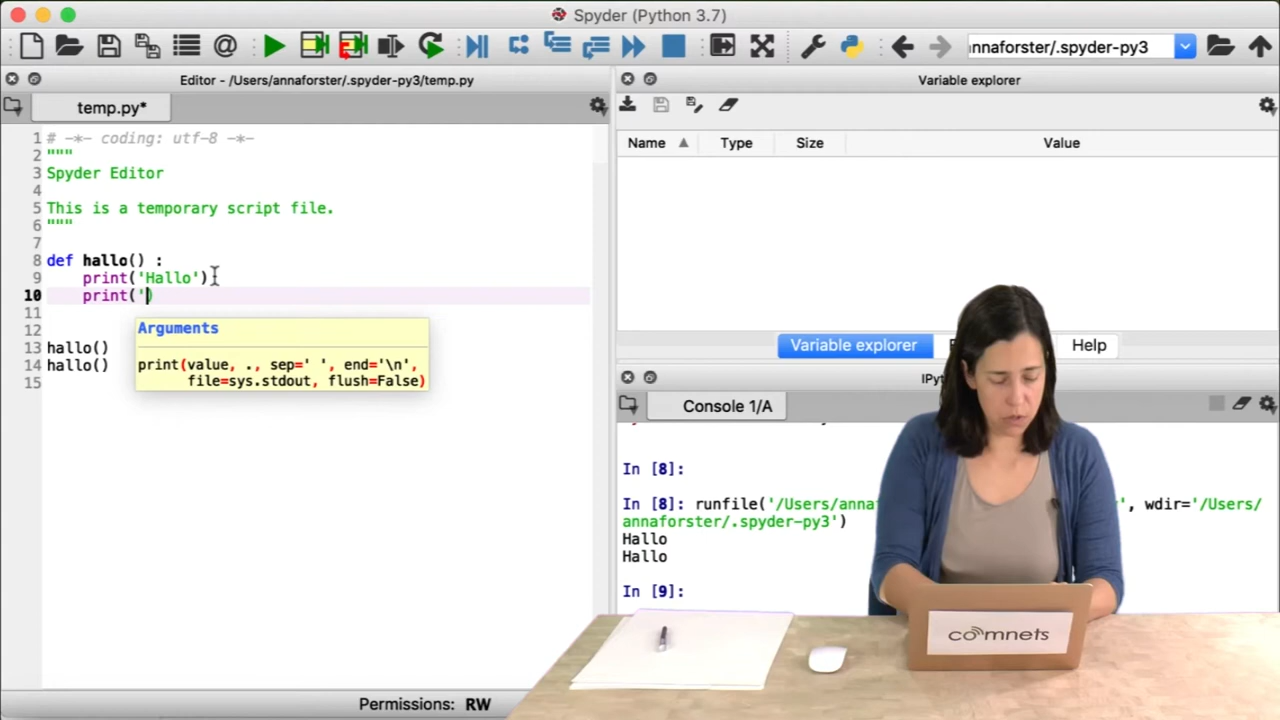 Spyder (Python 3.7)
nnaforster/.spyder-py3
Editor - /Users/annaforster/.spyder-py3/temp.py
Variable explorer
temp.py*
Name Type Size Value
1 # -*- coding: utf-8 -*-
2 """
3 Spyder Editor
4
5 This is a temporary script file.
6 """
7
8 def hallo() :
9 print('Hallo')
10 print(')
11
12
13 hallo()
14 hallo()
15
Arguments
print(value, ., sep=' ', end='\n',
file=sys.stdout, flush=False)
Variable explorer
Help
Console 1/A
In [8]:
In [8]: runfile('/Users/anna ', wdir='/Users/
annaforster/.spyder-py3')
Hallo
Hallo
In [9]:
comnets
Permissions: RW